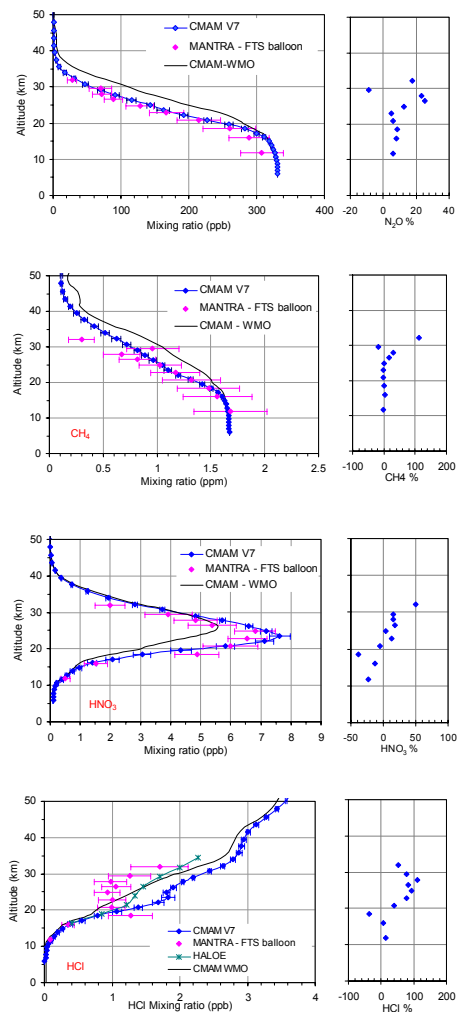 50
40
30
20
10
0
Altitude (km)
CMAM V7
MANTRA - FTS balloon
CMAM-WMO
0 100 200 300 400
Mixing ratio (ppb)
-20 0 20 40
N₂O %
50
40
30
20
10
0
Altitude (km)
CMAM V7
MANTRA - FTS balloon
CMAM - WMO
CH₄
0 0.5 1 1.5 2 2.5
Mixing ratio (ppm)
-100 0 100 200
CH4 %
50
40
30
20
10
0
Altitude (km)
CMAM V7
MANTRA - FTS balloon
CMAM - WMO
HNO₃
0 1 2 3 4 5 6 7 8 9
Mixing ratio (ppb)
-50 0 50 100
HNO₃ %
50
40
30
20
10
0
Altitude (km)
CMAM V7
MANTRA - FTS balloon
HALOE
CMAM WMO
HCl
0 1 2 3 4
HCl Mixing ratio (ppb)
-100 0 100 200
HCl %